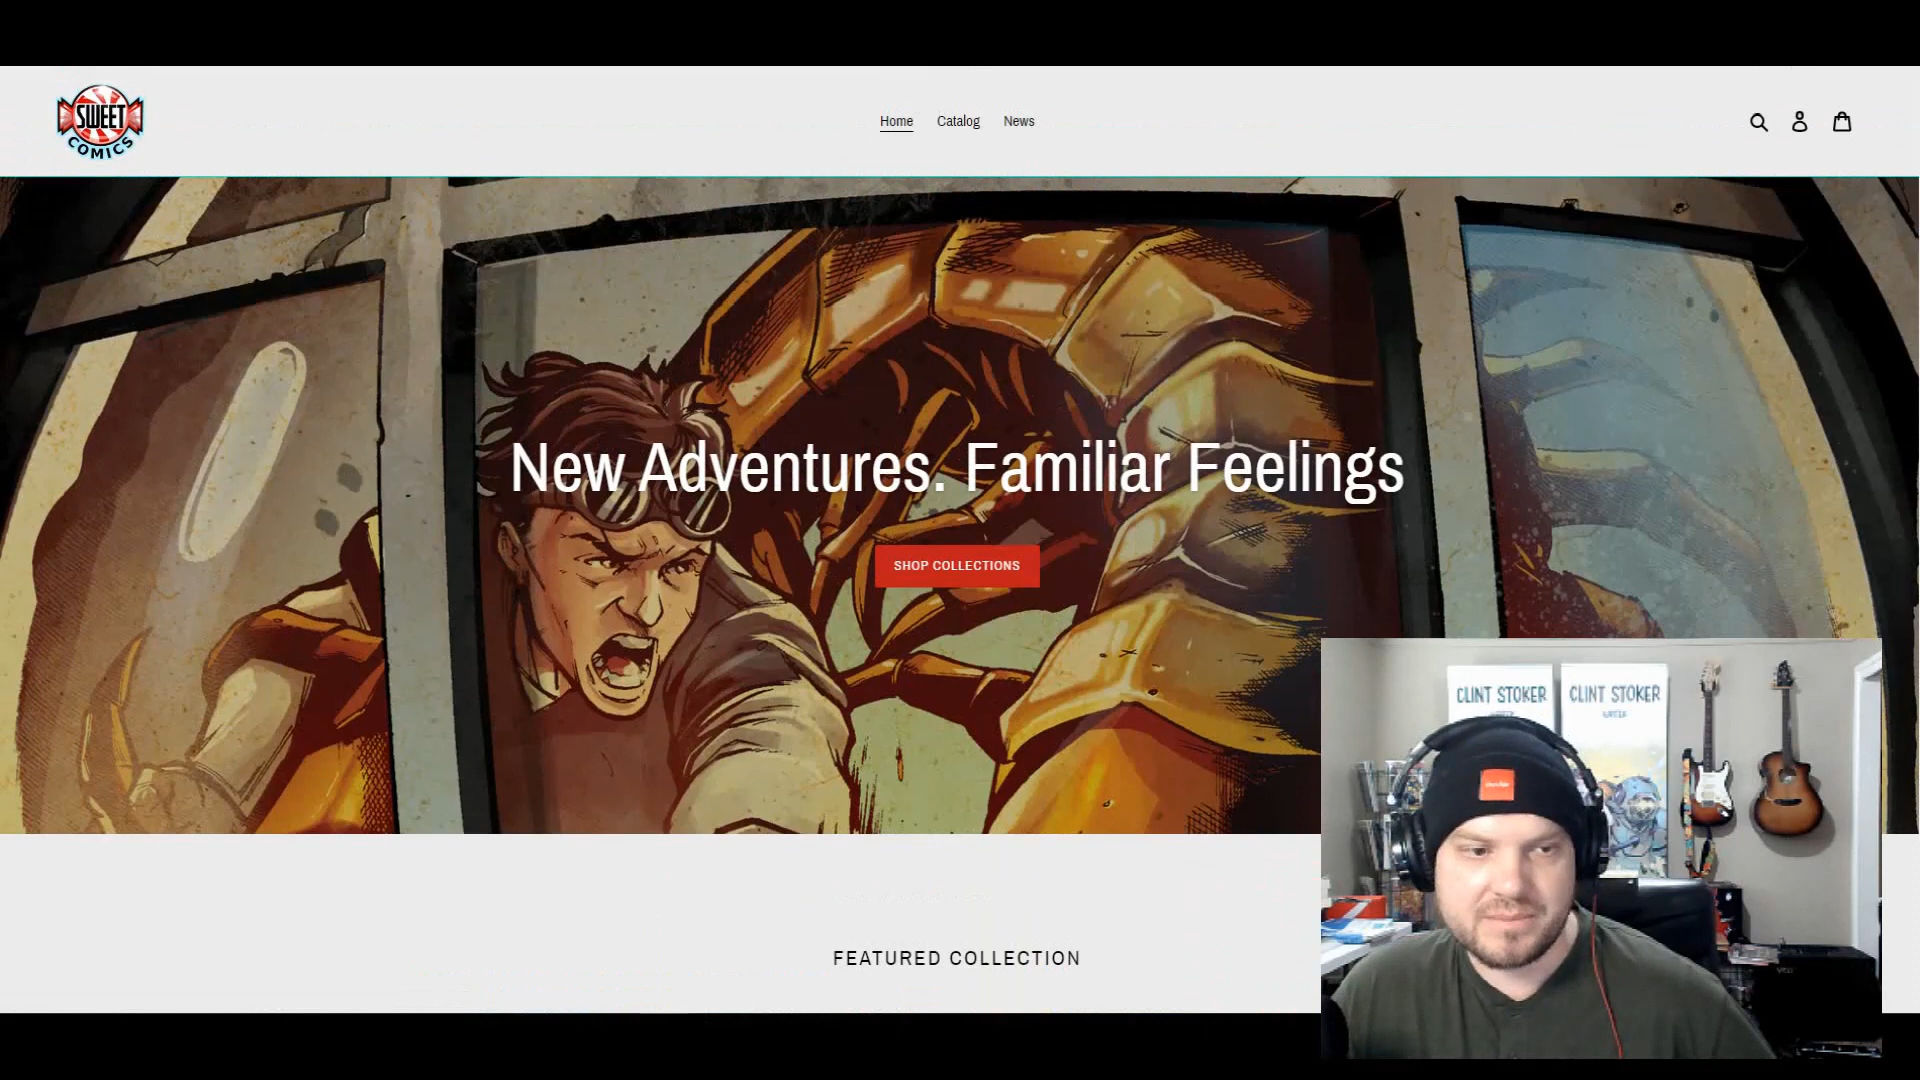 SWEET
COMICS
Home
Catalog
News
New Adventures. Familiar Feelings
SHOP COLLECTIONS
CLINT STOKER
CLINT STOKER
FEATURED COLLECTION